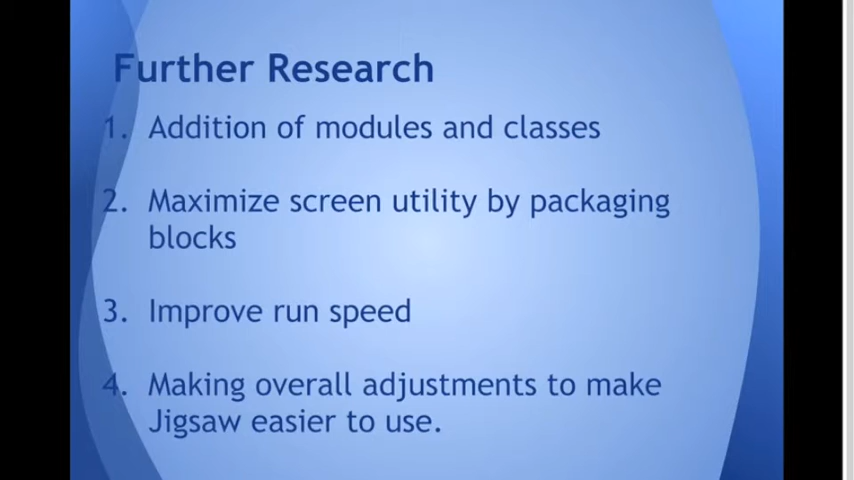 Further Research
1. Addition of modules and classes
2. Maximize screen utility by packaging
blocks
3. Improve run speed
4. Making overall adjustments to make
Jigsaw easier to use.